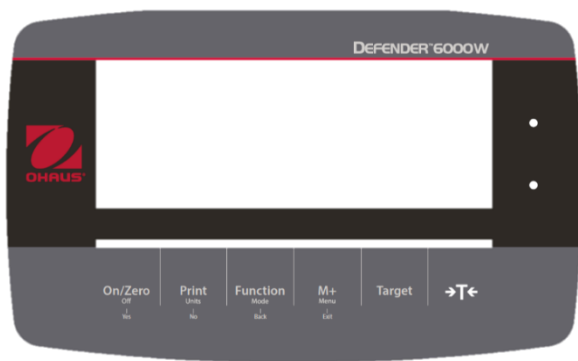 DEFENDER™6000W
OHAUS®
On/Zero Print Function M+ Target →T←
Off Units Mode Menu
Yes No Back Exit